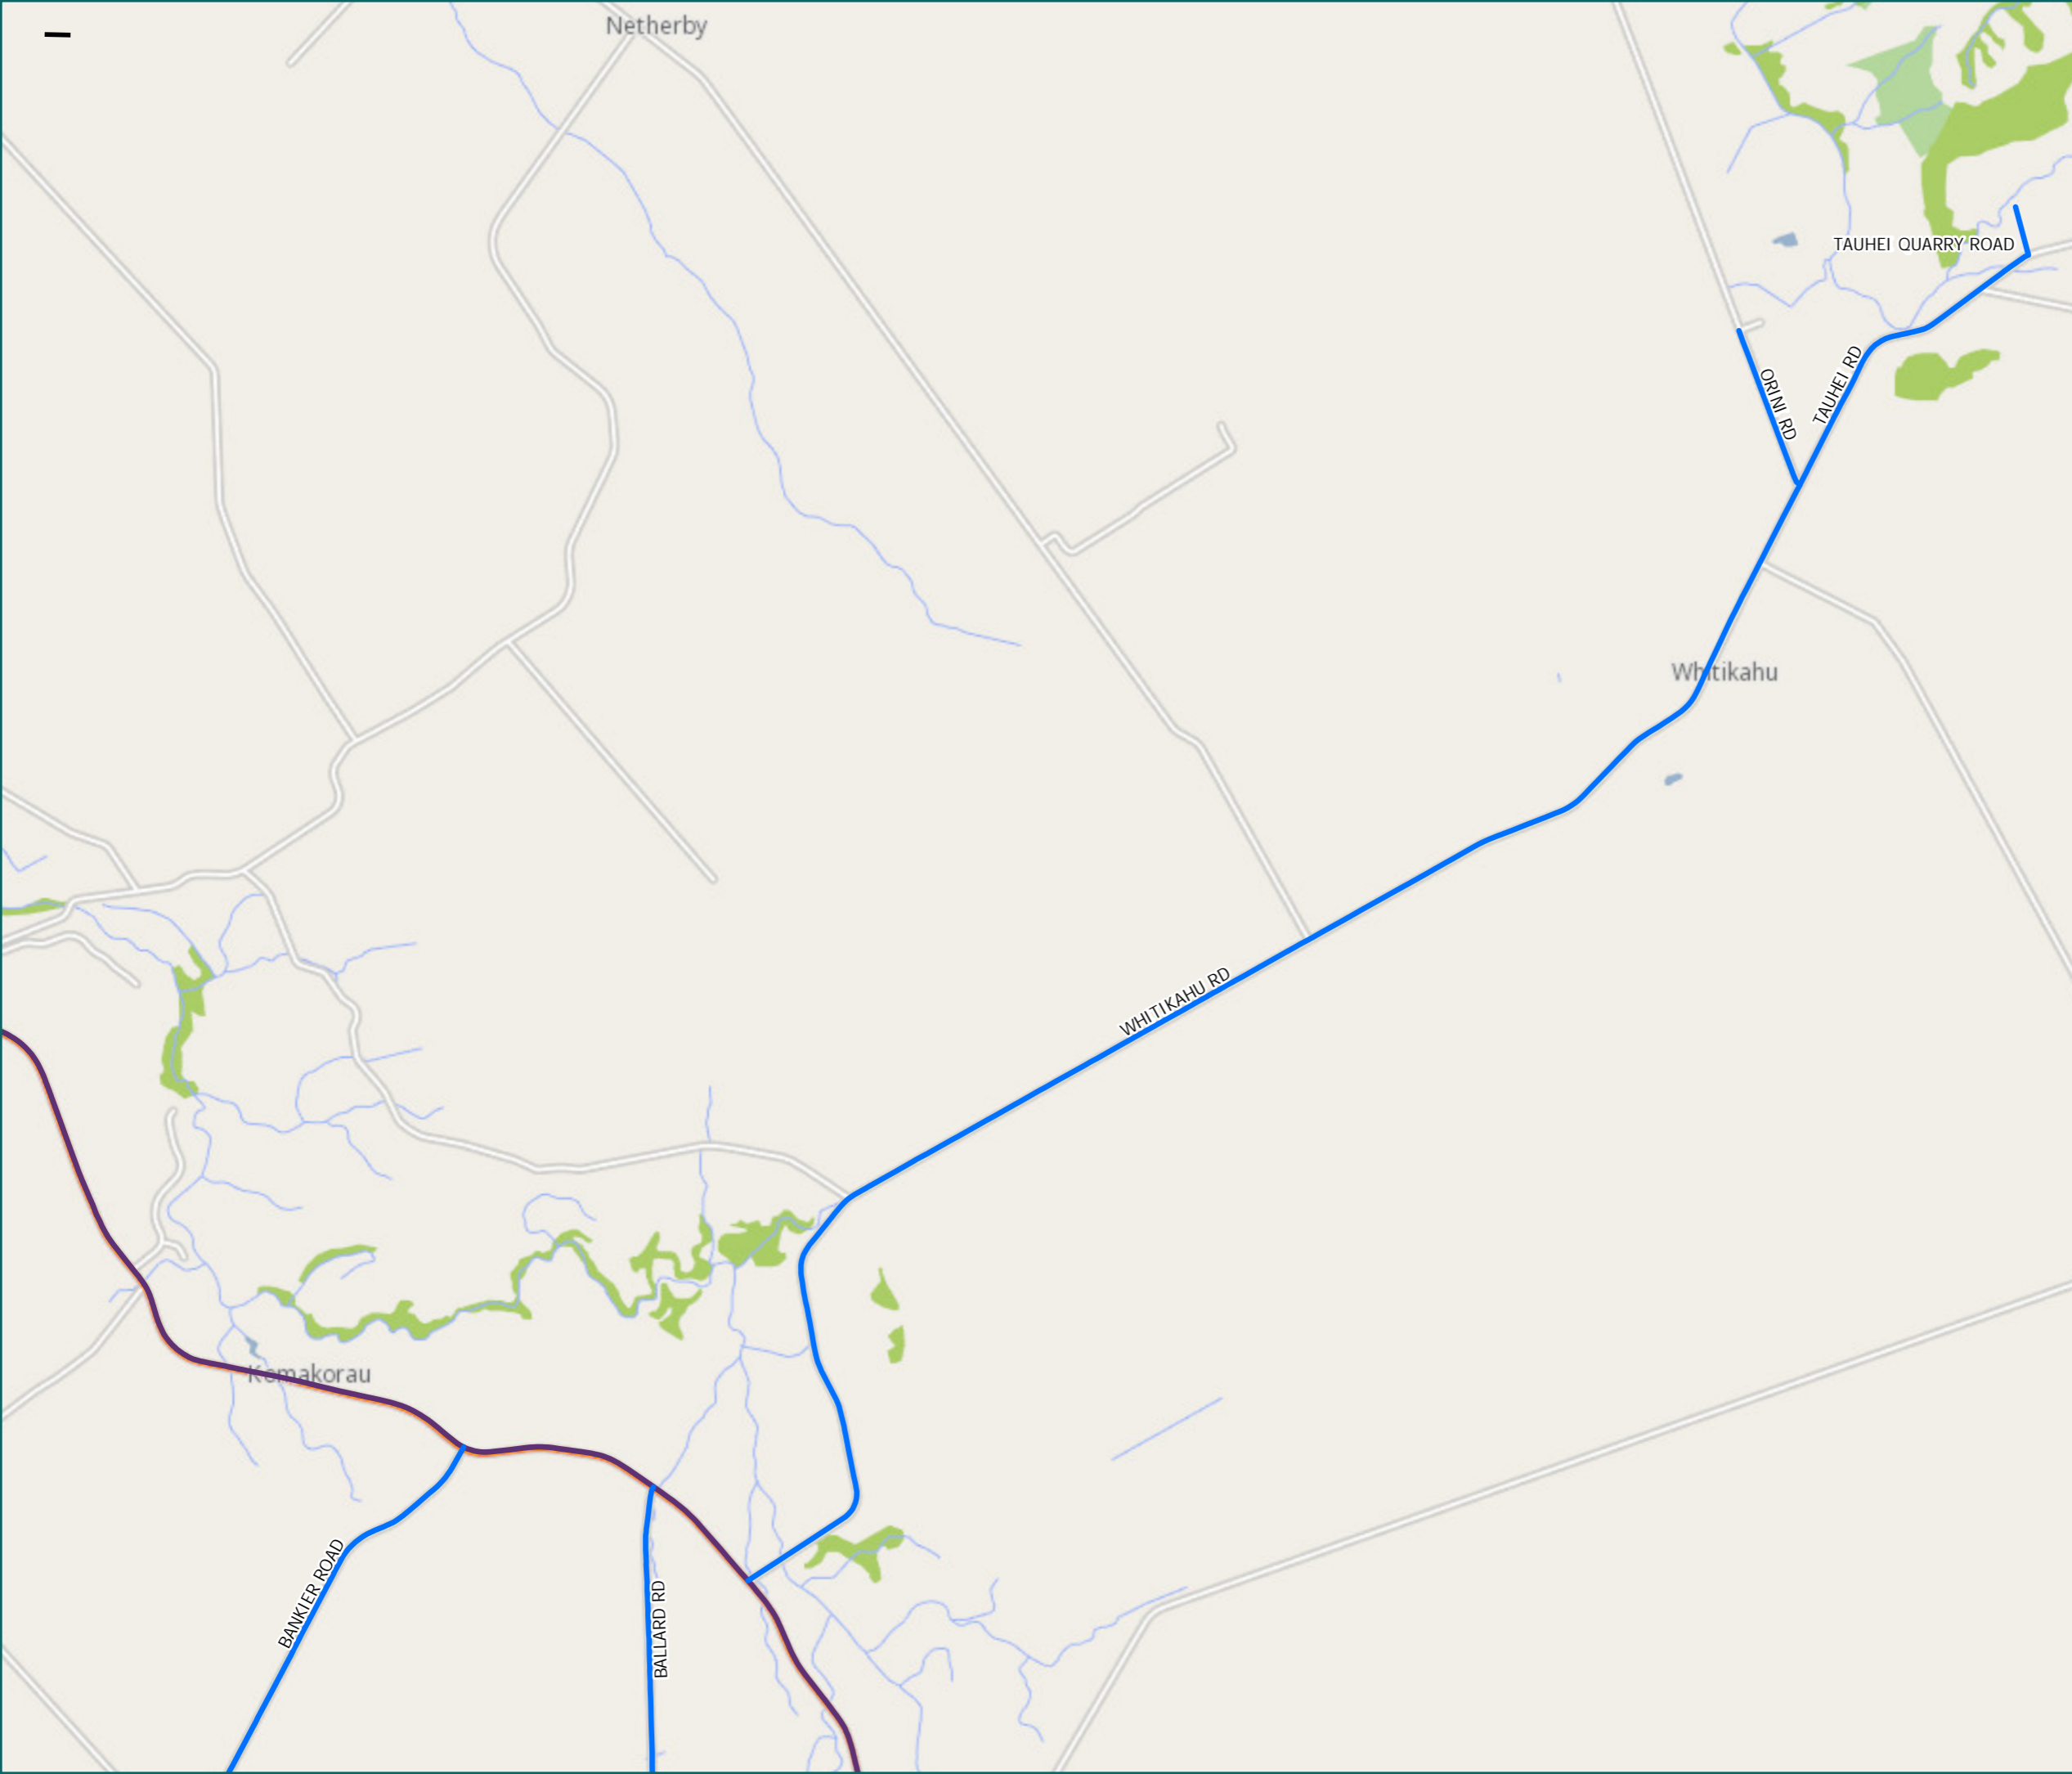 Netherby
TAUHEI QUARRY ROAD
ORINI RD
TAUHEI RD
Whitikahu
WHITIKAHU RD
Komakorau
BANKIER ROAD
BALLARD RD